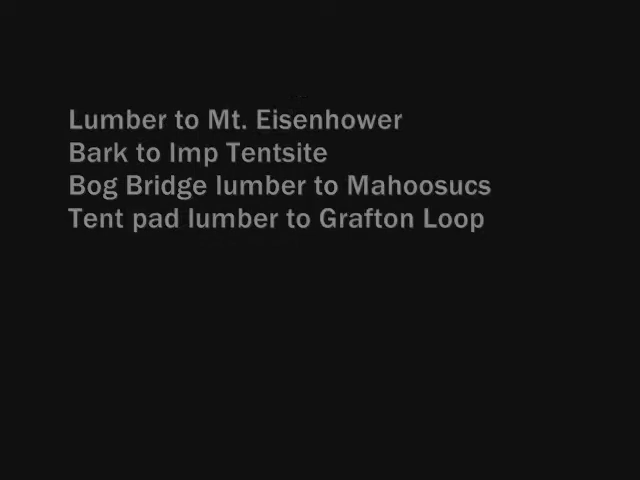 Lumber to Mt. Eisenhower
Bark to Imp Tentsite
Bog Bridge lumber to Mahoosucs
Tent pad lumber to Grafton Loop